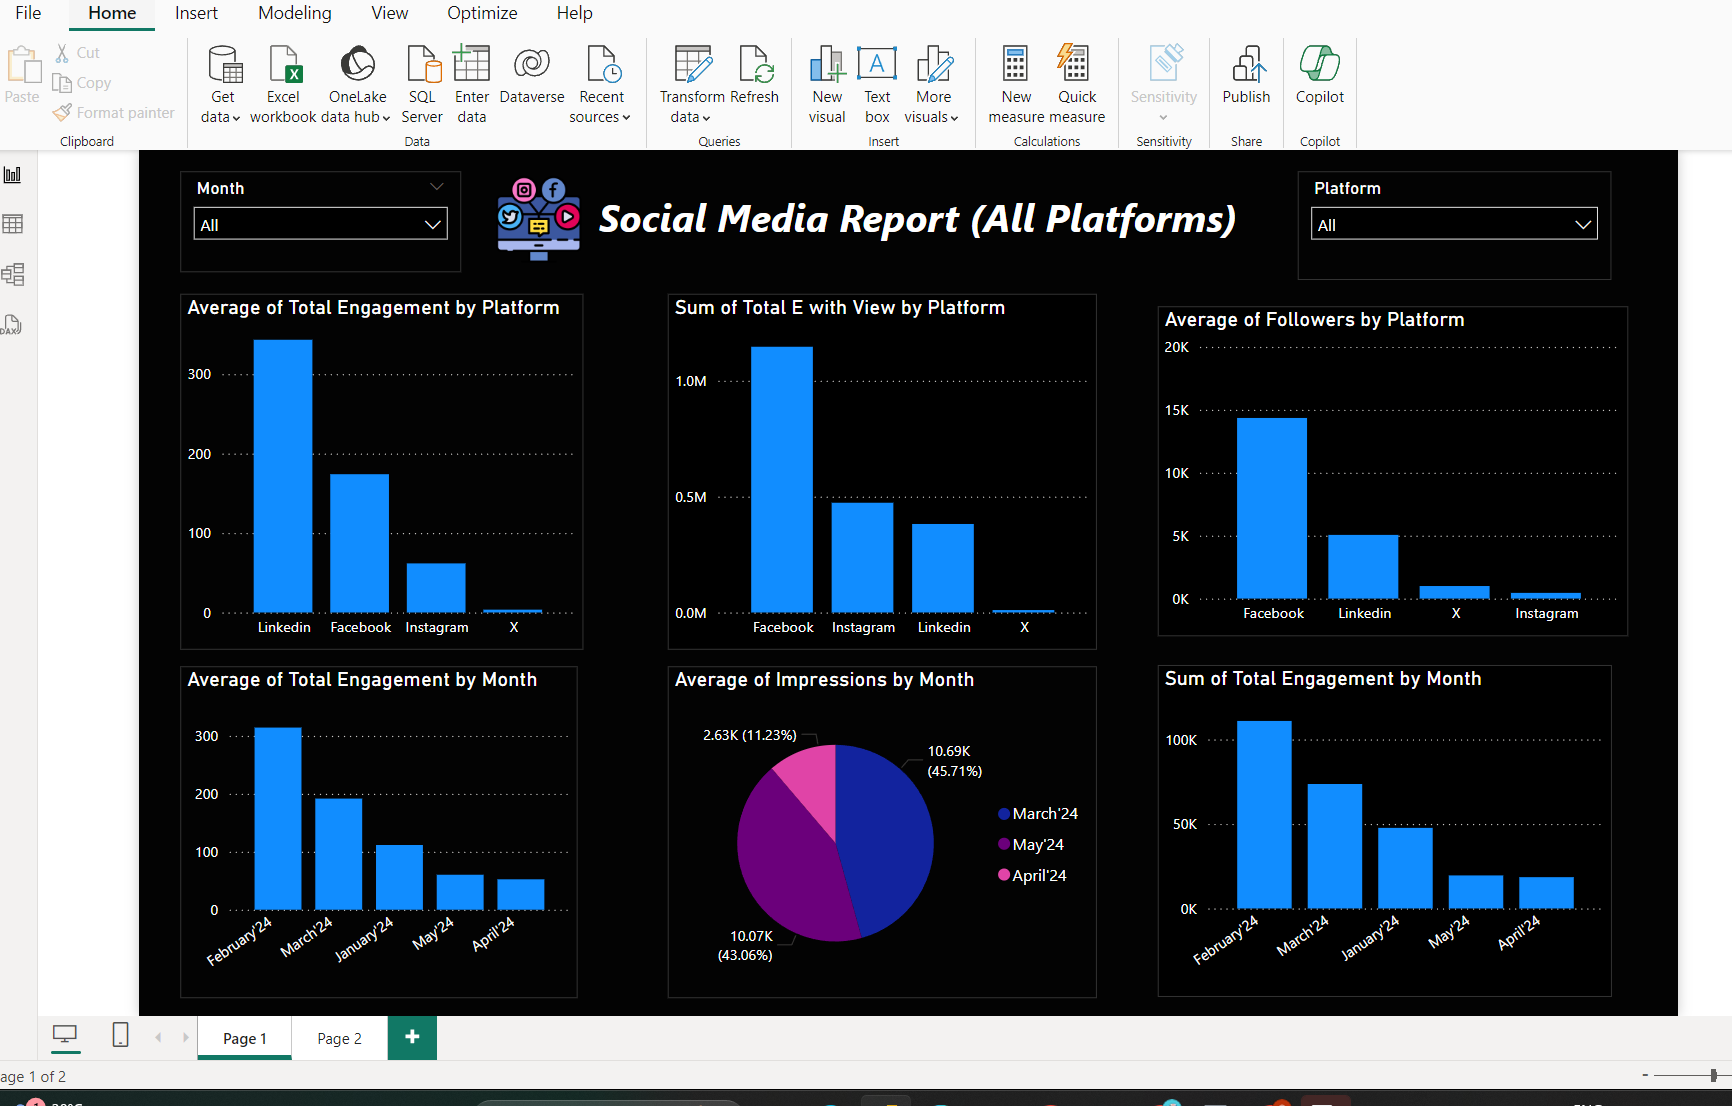 File Home Insert Modeling View Optimize Help
Paste
Cut
Copy
Format painter
Clipboard
Get data
Excel workbook
OneLake data hub
SQL Server
Enter data
Dataverse
Recent sources
Data
Transform data
Refresh
Queries
New visual
Text box
More visuals
Insert
New measure
Quick measure
Calculations
Sensitivity
Sensitivity
Publish
Share
Copilot
Copilot
Month
All
Social Media Report (All Platforms)
Platform
All
Average of Total Engagement by Platform
300
200
100
0
Linkedin Facebook Instagram X
Sum of Total E with View by Platform
1.0M
0.5M
0.0M
Facebook Instagram Linkedin X
Average of Followers by Platform
20K
15K
10K
5K
0K
Facebook Linkedin X Instagram
Average of Total Engagement by Month
300
200
100
0
February'24 March'24 January'24 May'24 April'24
Average of Impressions by Month
2.63K (11.23%)
10.69K
(45.71%)
10.07K
(43.06%)
March'24
May'24
April'24
Sum of Total Engagement by Month
100K
50K
0K
February'24 March'24 January'24 May'24 April'24
DAX
Page 1 Page 2
age 1 of 2